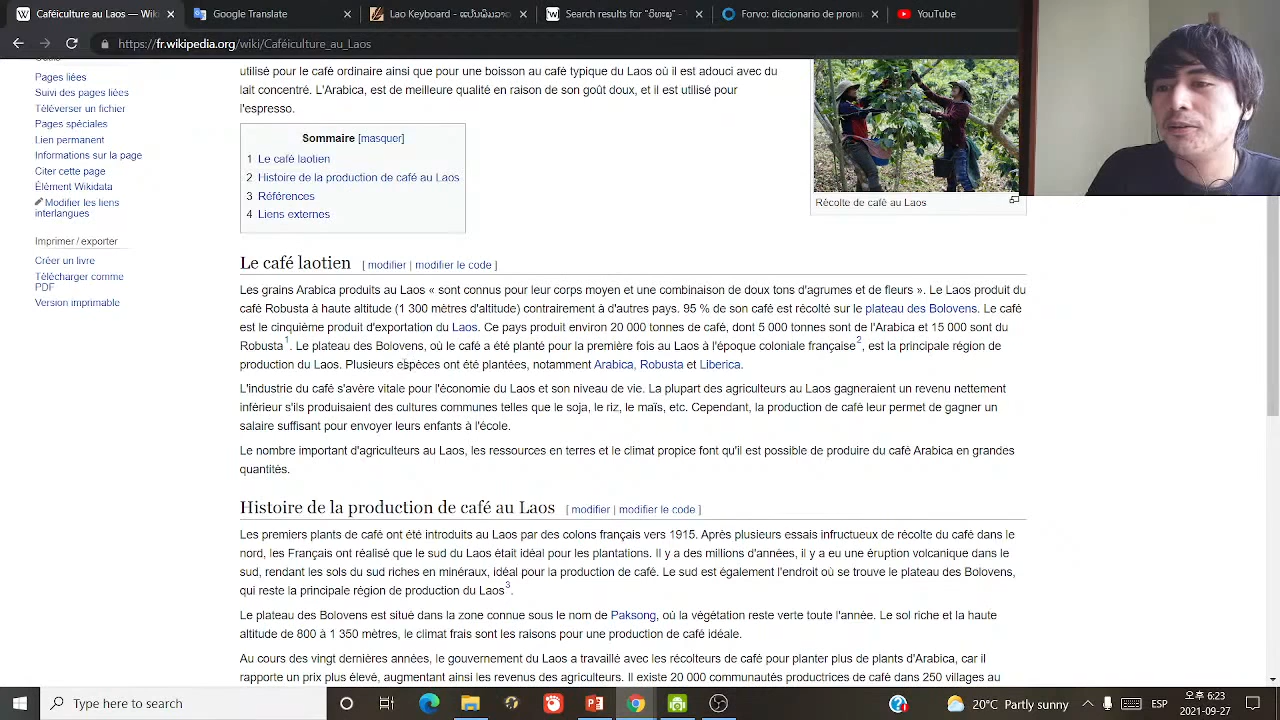 Caféiculture au Laos — Wiki
Google Translate
Lao Keyboard –
Search results for
Forvo: diccionario de pronu
YouTube
https://fr.wikipedia.org/wiki/Caféiculture_au_Laos
Outils
Pages liées
Suivi des pages liées
Téléverser un fichier
Pages spéciales
Lien permanent
Informations sur la page
Citer cette page
Élément Wikidata
Modifier les liens
interlangues
Imprimer / exporter
Créer un livre
Télécharger comme
PDF
Version imprimable
utilisé pour le café ordinaire ainsi que pour une boisson au café typique du Laos où il est adouci avec du
lait concentré. L'Arabica, est de meilleure qualité en raison de son goût doux, et il est utilisé pour
l'espresso.
Sommaire [masquer]
1 Le café laotien
2 Histoire de la production de café au Laos
3 Références
4 Liens externes
Récolte de café au Laos
Le café laotien [ modifier | modifier le code ]
Les grains Arabica produits au Laos « sont connus pour leur corps moyen et une combinaison de doux tons d'agrumes et de fleurs ». Le Laos produit du
café Robusta à haute altitude (1 300 mètres d'altitude) contrairement à d'autres pays. 95 % de son café est récolté sur le plateau des Bolovens. Le café
est le cinquième produit d'exportation du Laos. Ce pays produit environ 20 000 tonnes de café, dont 5 000 tonnes sont de l'Arabica et 15 000 sont du
Robusta1. Le plateau des Bolovens, où le café a été planté pour la première fois au Laos à l'époque coloniale française2, est la principale région de
production du Laos. Plusieurs espèces ont été plantées, notamment Arabica, Robusta et Liberica.
L'industrie du café s'avère vitale pour l'économie du Laos et son niveau de vie. La plupart des agriculteurs au Laos gagneraient un revenu nettement
inférieur s'ils produisaient des cultures communes telles que le soja, le riz, le maïs, etc. Cependant, la production de café leur permet de gagner un
salaire suffisant pour envoyer leurs enfants à l'école.
Le nombre important d'agriculteurs au Laos, les ressources en terres et le climat propice font qu'il est possible de produire du café Arabica en grandes
quantités.
Histoire de la production de café au Laos [ modifier | modifier le code ]
Les premiers plants de café ont été introduits au Laos par des colons français vers 1915. Après plusieurs essais infructueux de récolte du café dans le
nord, les Français ont réalisé que le sud du Laos était idéal pour les plantations. Il y a des millions d'années, il y a eu une éruption volcanique dans le
sud, rendant les sols du sud riches en minéraux, idéal pour la production de café. Le sud est également l'endroit où se trouve le plateau des Bolovens,
qui reste la principale région de production du Laos3.
Le plateau des Bolovens est situé dans la zone connue sous le nom de Paksong, où la végétation reste verte toute l'année. Le sol riche et la haute
altitude de 800 à 1 350 mètres, le climat frais sont les raisons pour une production de café idéale.
Au cours des vingt dernières années, le gouvernement du Laos a travaillé avec les récolteurs de café pour planter plus de plants d'Arabica, car il
rapporte un prix plus élevé, augmentant ainsi les revenus des agriculteurs. Il existe 20 000 communautés productrices de café dans 250 villages au
Type here to search
20°C Partly sunny
ESP
오후 6:23
2021-09-27